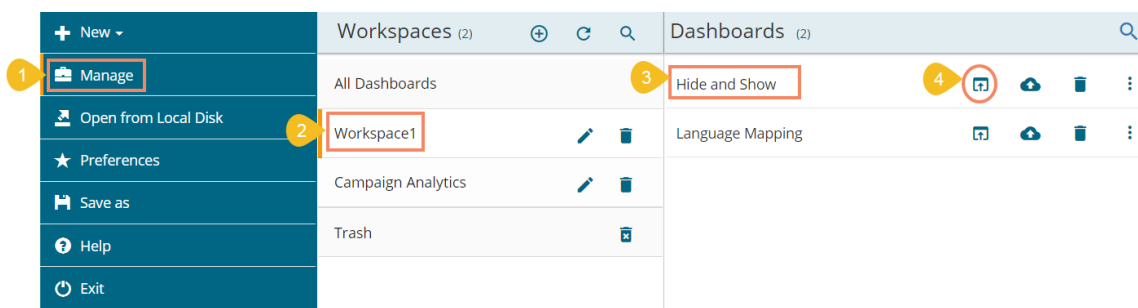 New
Manage
Open from Local Disk
Preferences
Save as
Help
Exit
Workspaces (2)
All Dashboards
Workspace1
Campaign Analytics
Trash
Dashboards (2)
Hide and Show
Language Mapping
1
2
3
4